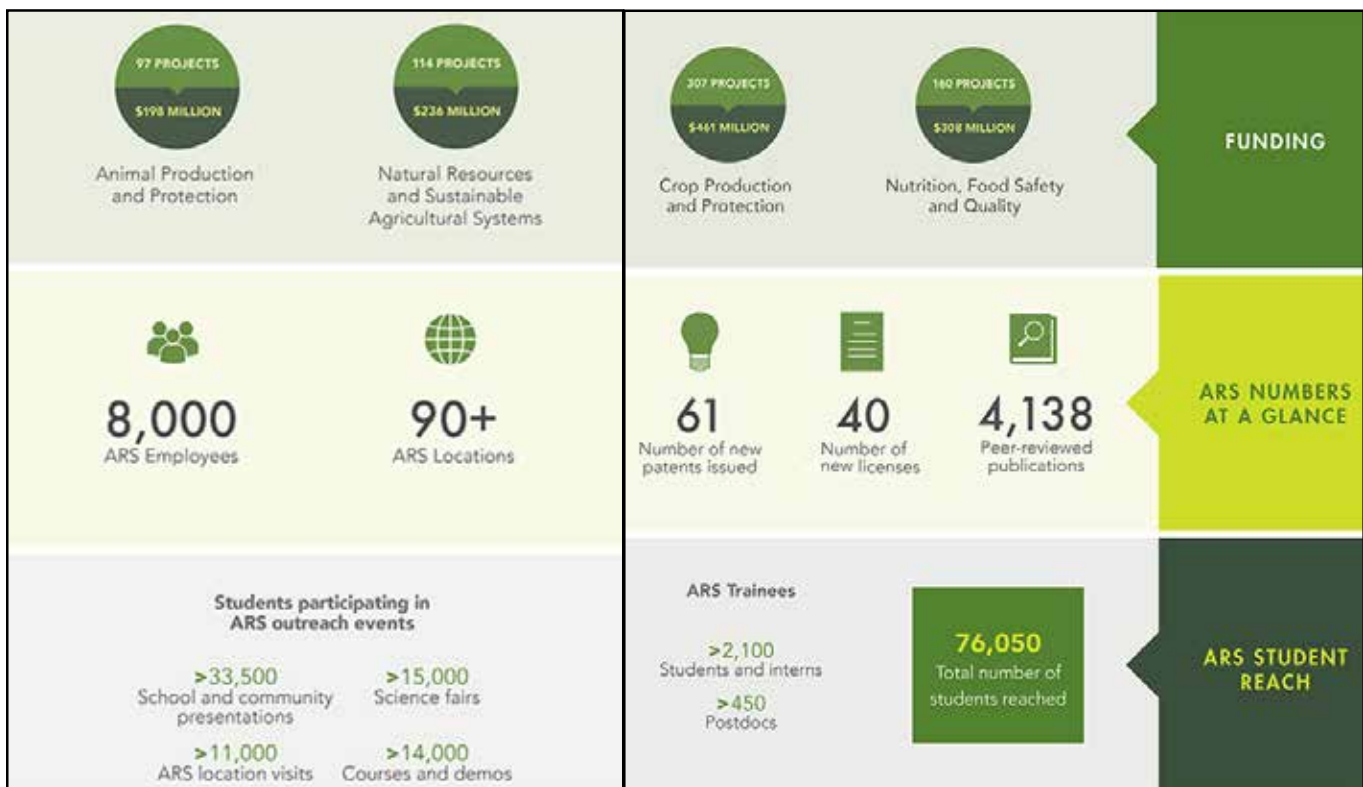 97 PROJECTS
$198 MILLION
Animal Production
and Protection
114 PROJECTS
$236 MILLION
Natural Resources
and Sustainable
Agricultural Systems
307 PROJECTS
$461 MILLION
Crop Production
and Protection
160 PROJECTS
$308 MILLION
Nutrition, Food Safety
and Quality
FUNDING
8,000
ARS Employees
90+
ARS Locations
61
Number of new
patents issued
40
Number of
new licenses
4,138
Peer-reviewed
publications
ARS NUMBERS
AT A GLANCE
Students participating in
ARS outreach events
>33,500
School and community
presentations
>15,000
Science fairs
>11,000
ARS location visits
>14,000
Courses and demos
ARS Trainees
>2,100
Students and interns
>450
Postdocs
76,050
Total number of
students reached
ARS STUDENT
REACH